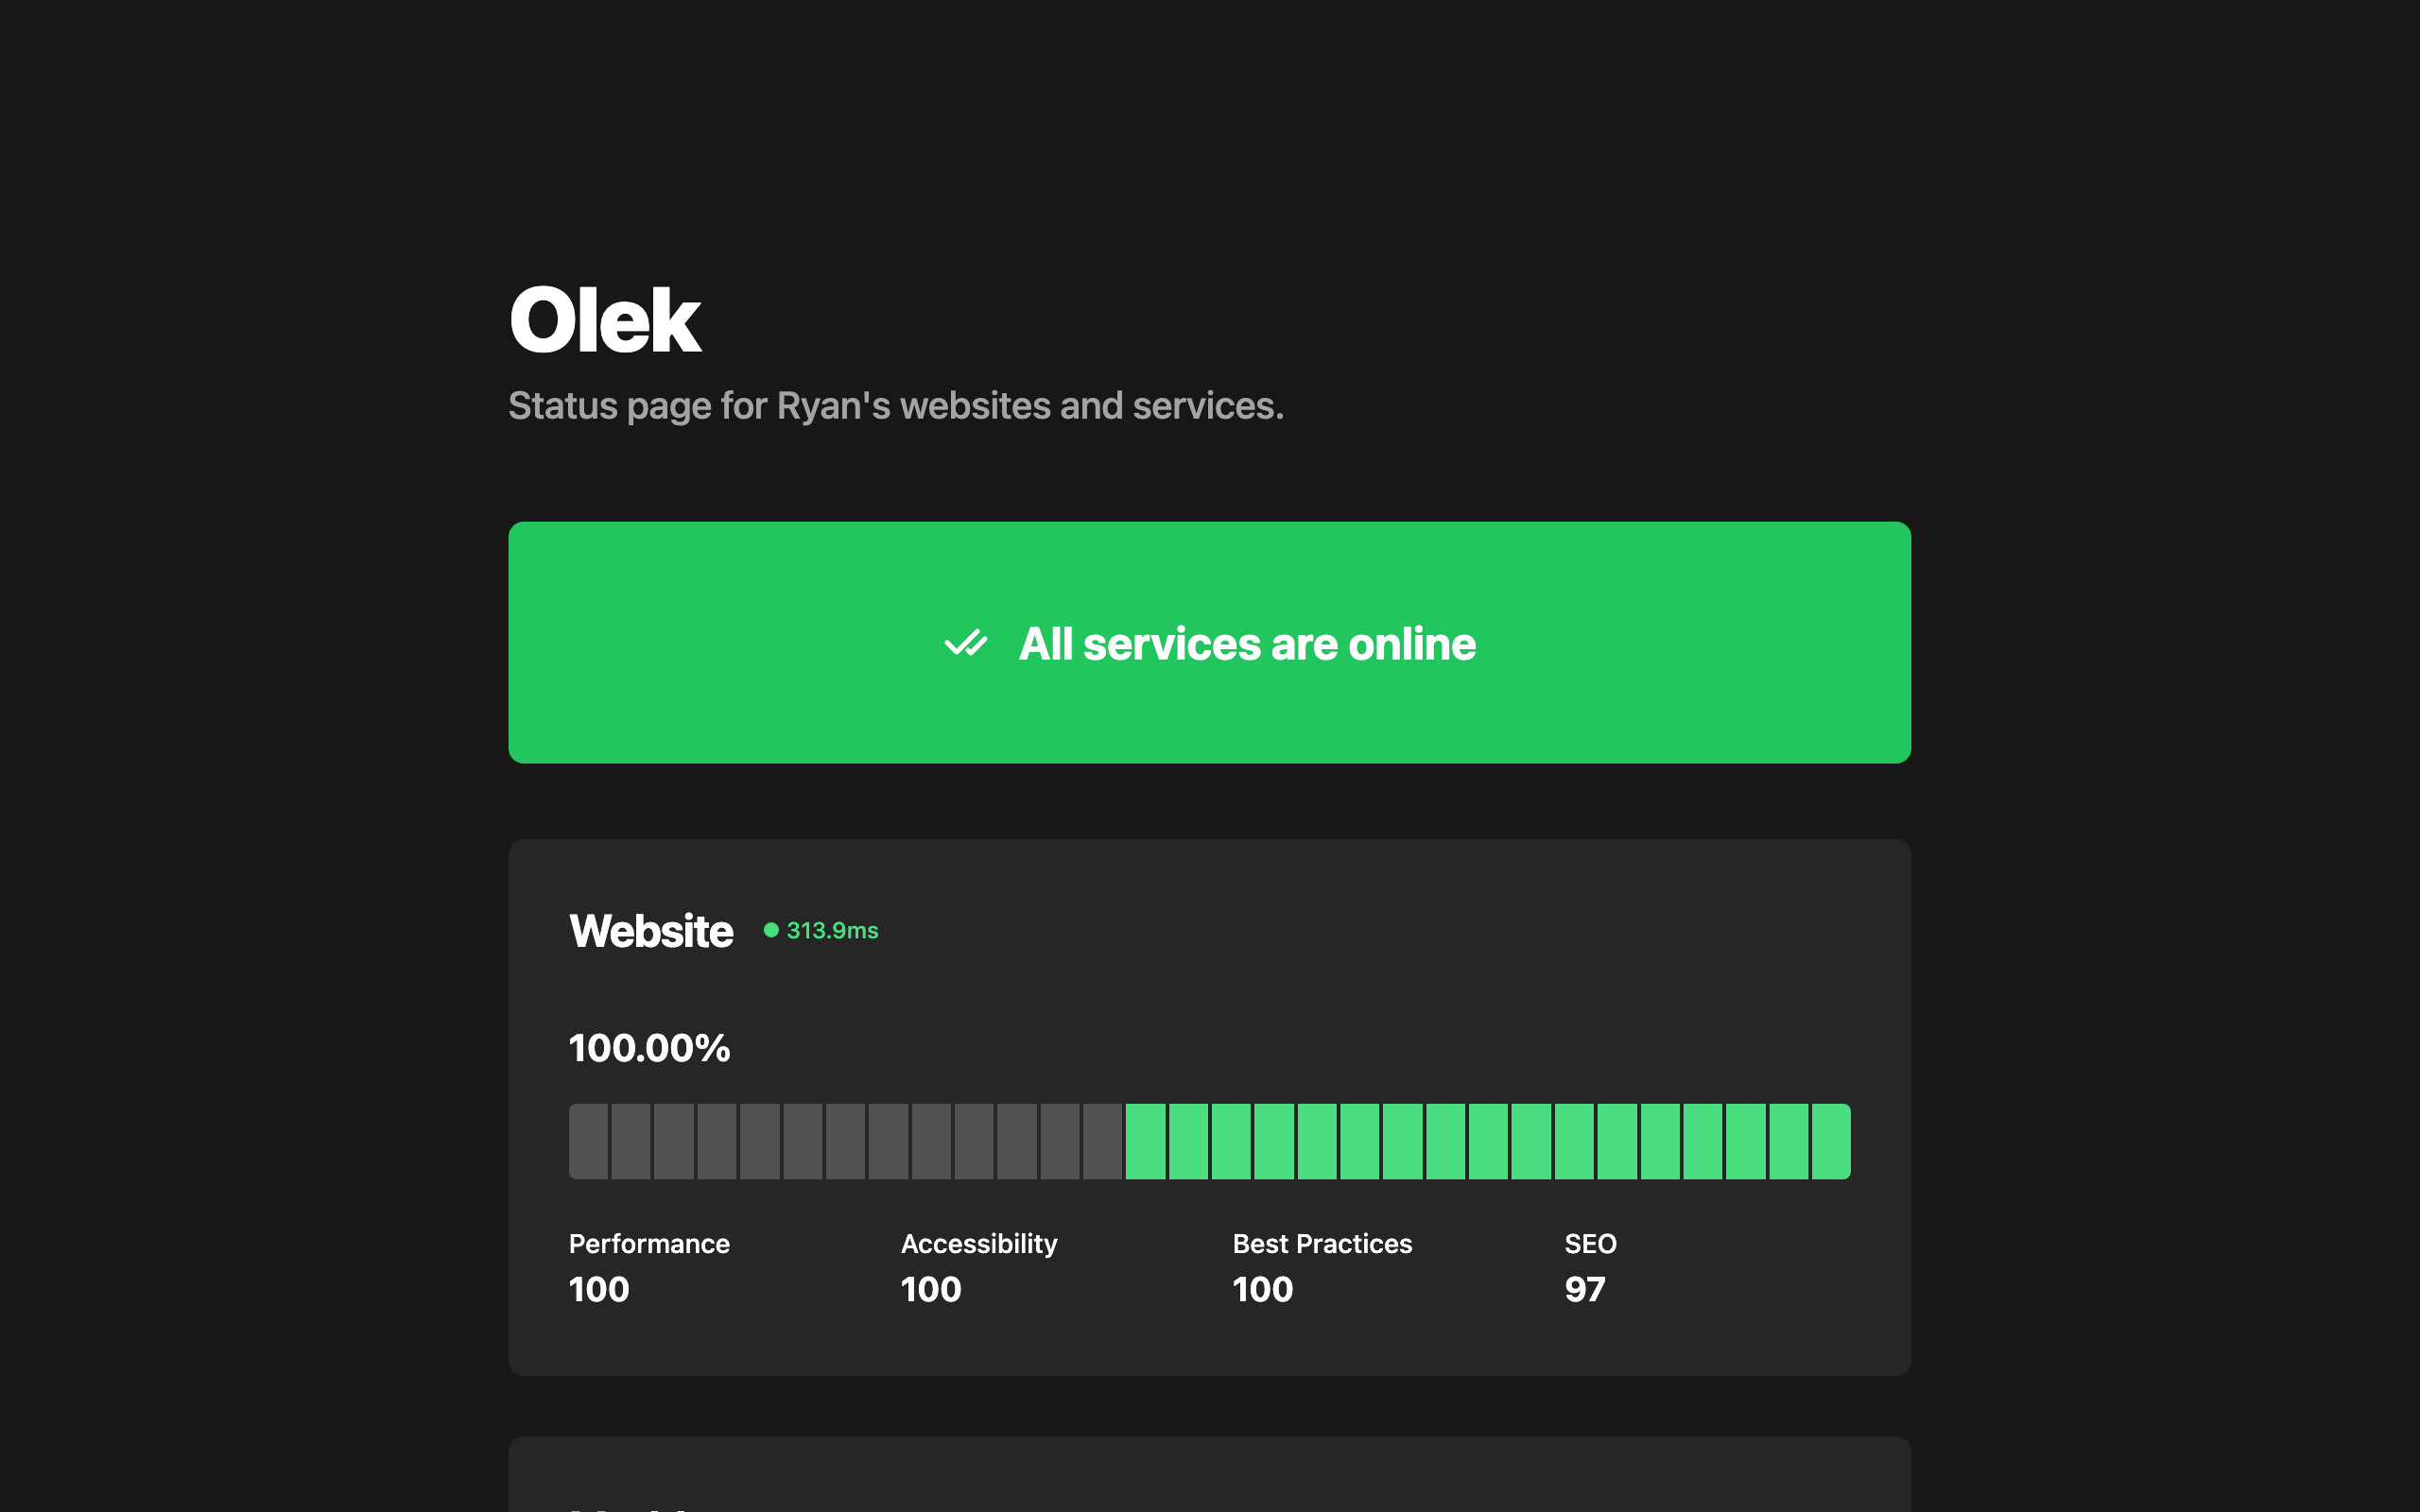 Olek
Status page for Ryan's websites and services.
All services are online
Website 313.9ms
100.00%
Performance Accessibility Best Practices SEO
100 100 100 97